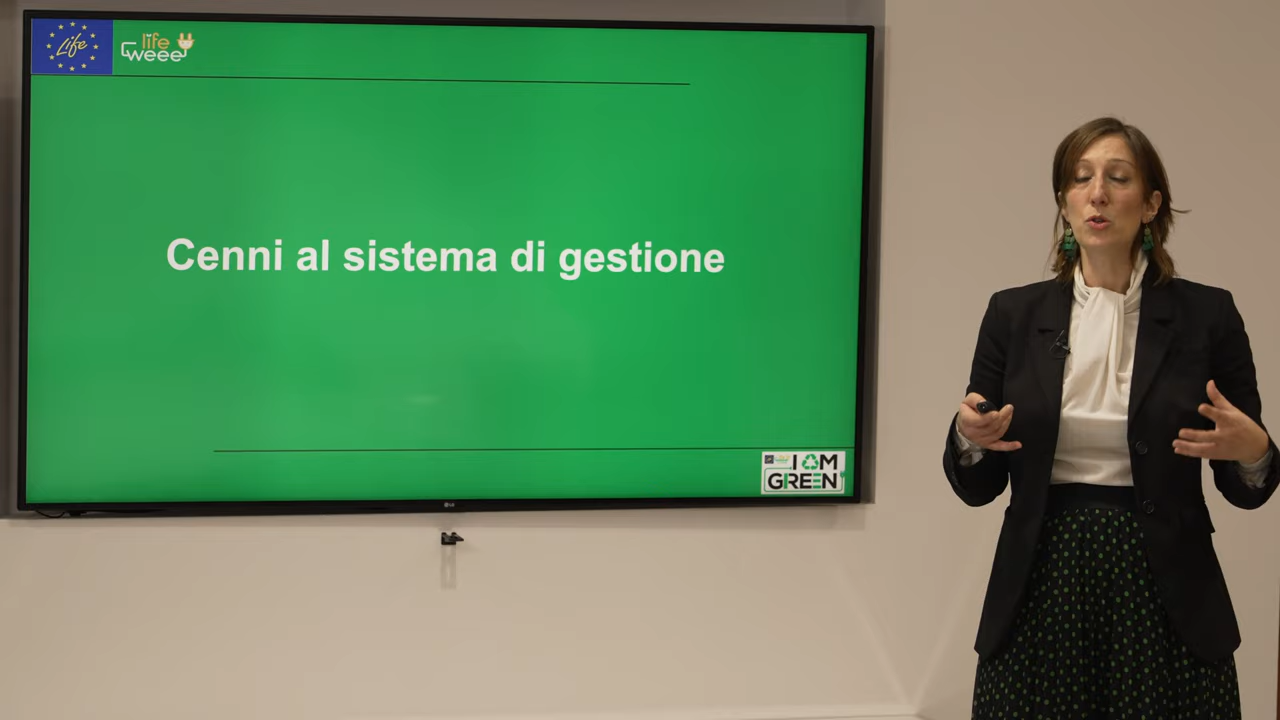 Life
life
weee
Cenni al sistema di gestione
I AM
GREEN
LG